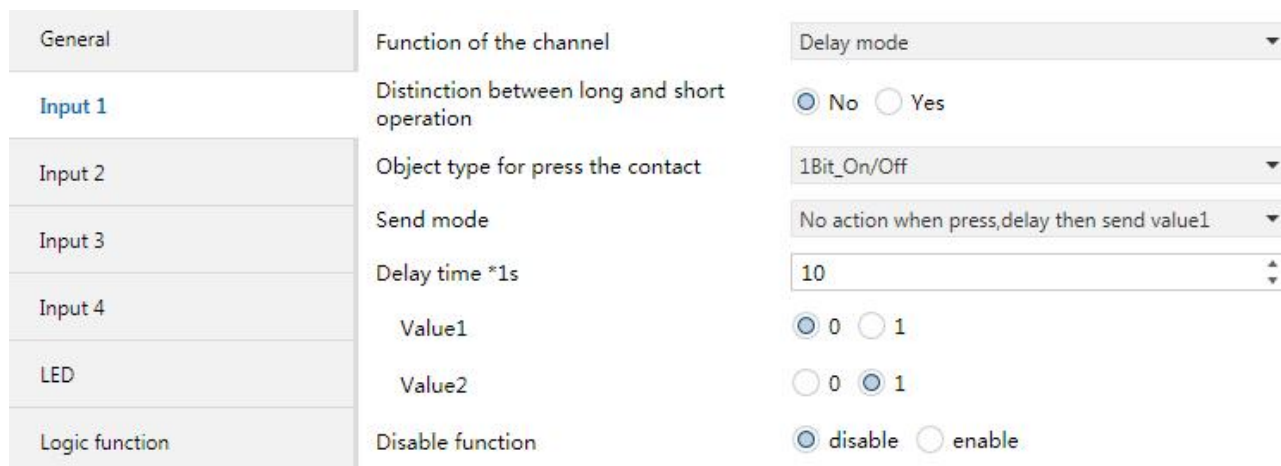 General
Input 1
Input 2
Input 3
Input 4
LED
Logic function
Function of the channel
Delay mode
Distinction between long and short
operation
No Yes
Object type for press the contact
1Bit_On/Off
Send mode
No action when press,delay then send value1
Delay time *1s
10
Value1
0 1
Value2
0 1
Disable function
disable enable